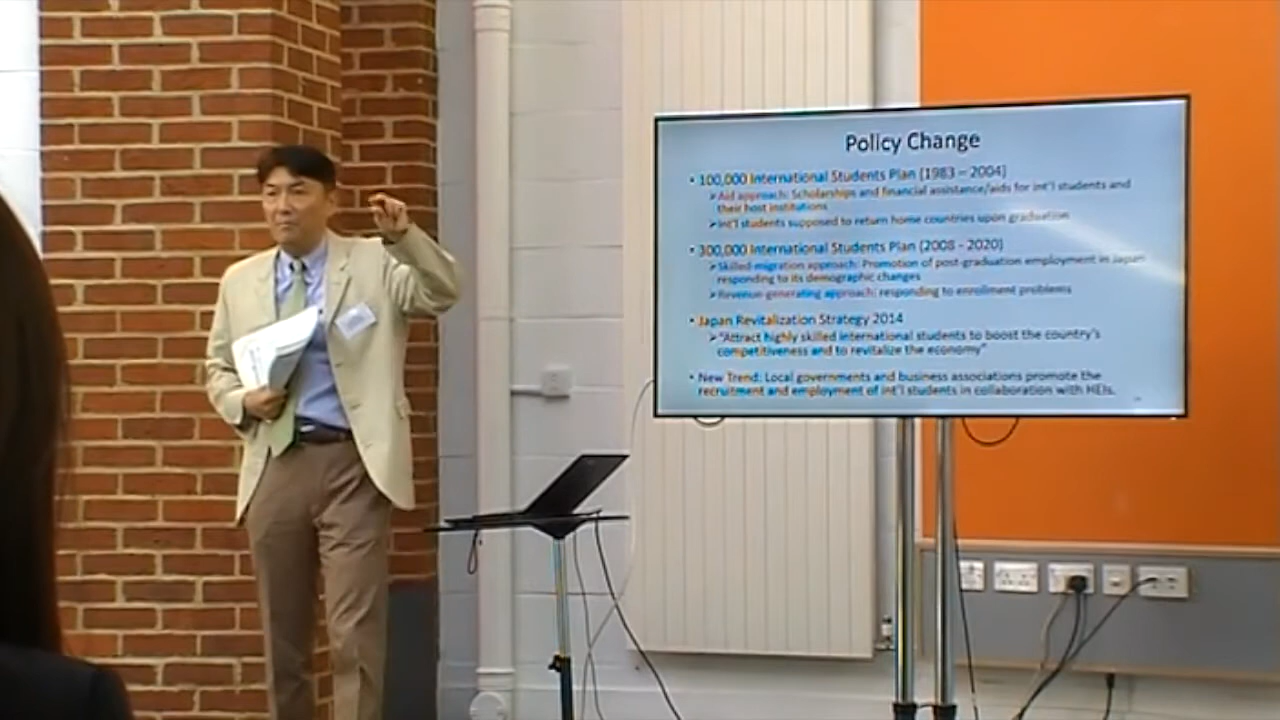 Policy Change
• 100,000 International Students Plan (1983 – 2004)
➢Aid approach: Scholarships and financial assistance/aids for int'l students and
their host institutions
➢Int'l students supposed to return home countries upon graduation
• 300,000 International Students Plan (2008 - 2020)
➢Skilled-migration approach: Promotion of post-graduation employment in Japan
responding to its demographic changes
➢Revenue-generating approach: responding to enrollment problems
• Japan Revitalization Strategy 2014
➢"Attract highly skilled international students to boost the country's
competitiveness and to revitalize the economy"
• New Trend: Local governments and business associations promote the
recruitment and employment of int'l students in collaboration with HEIs.